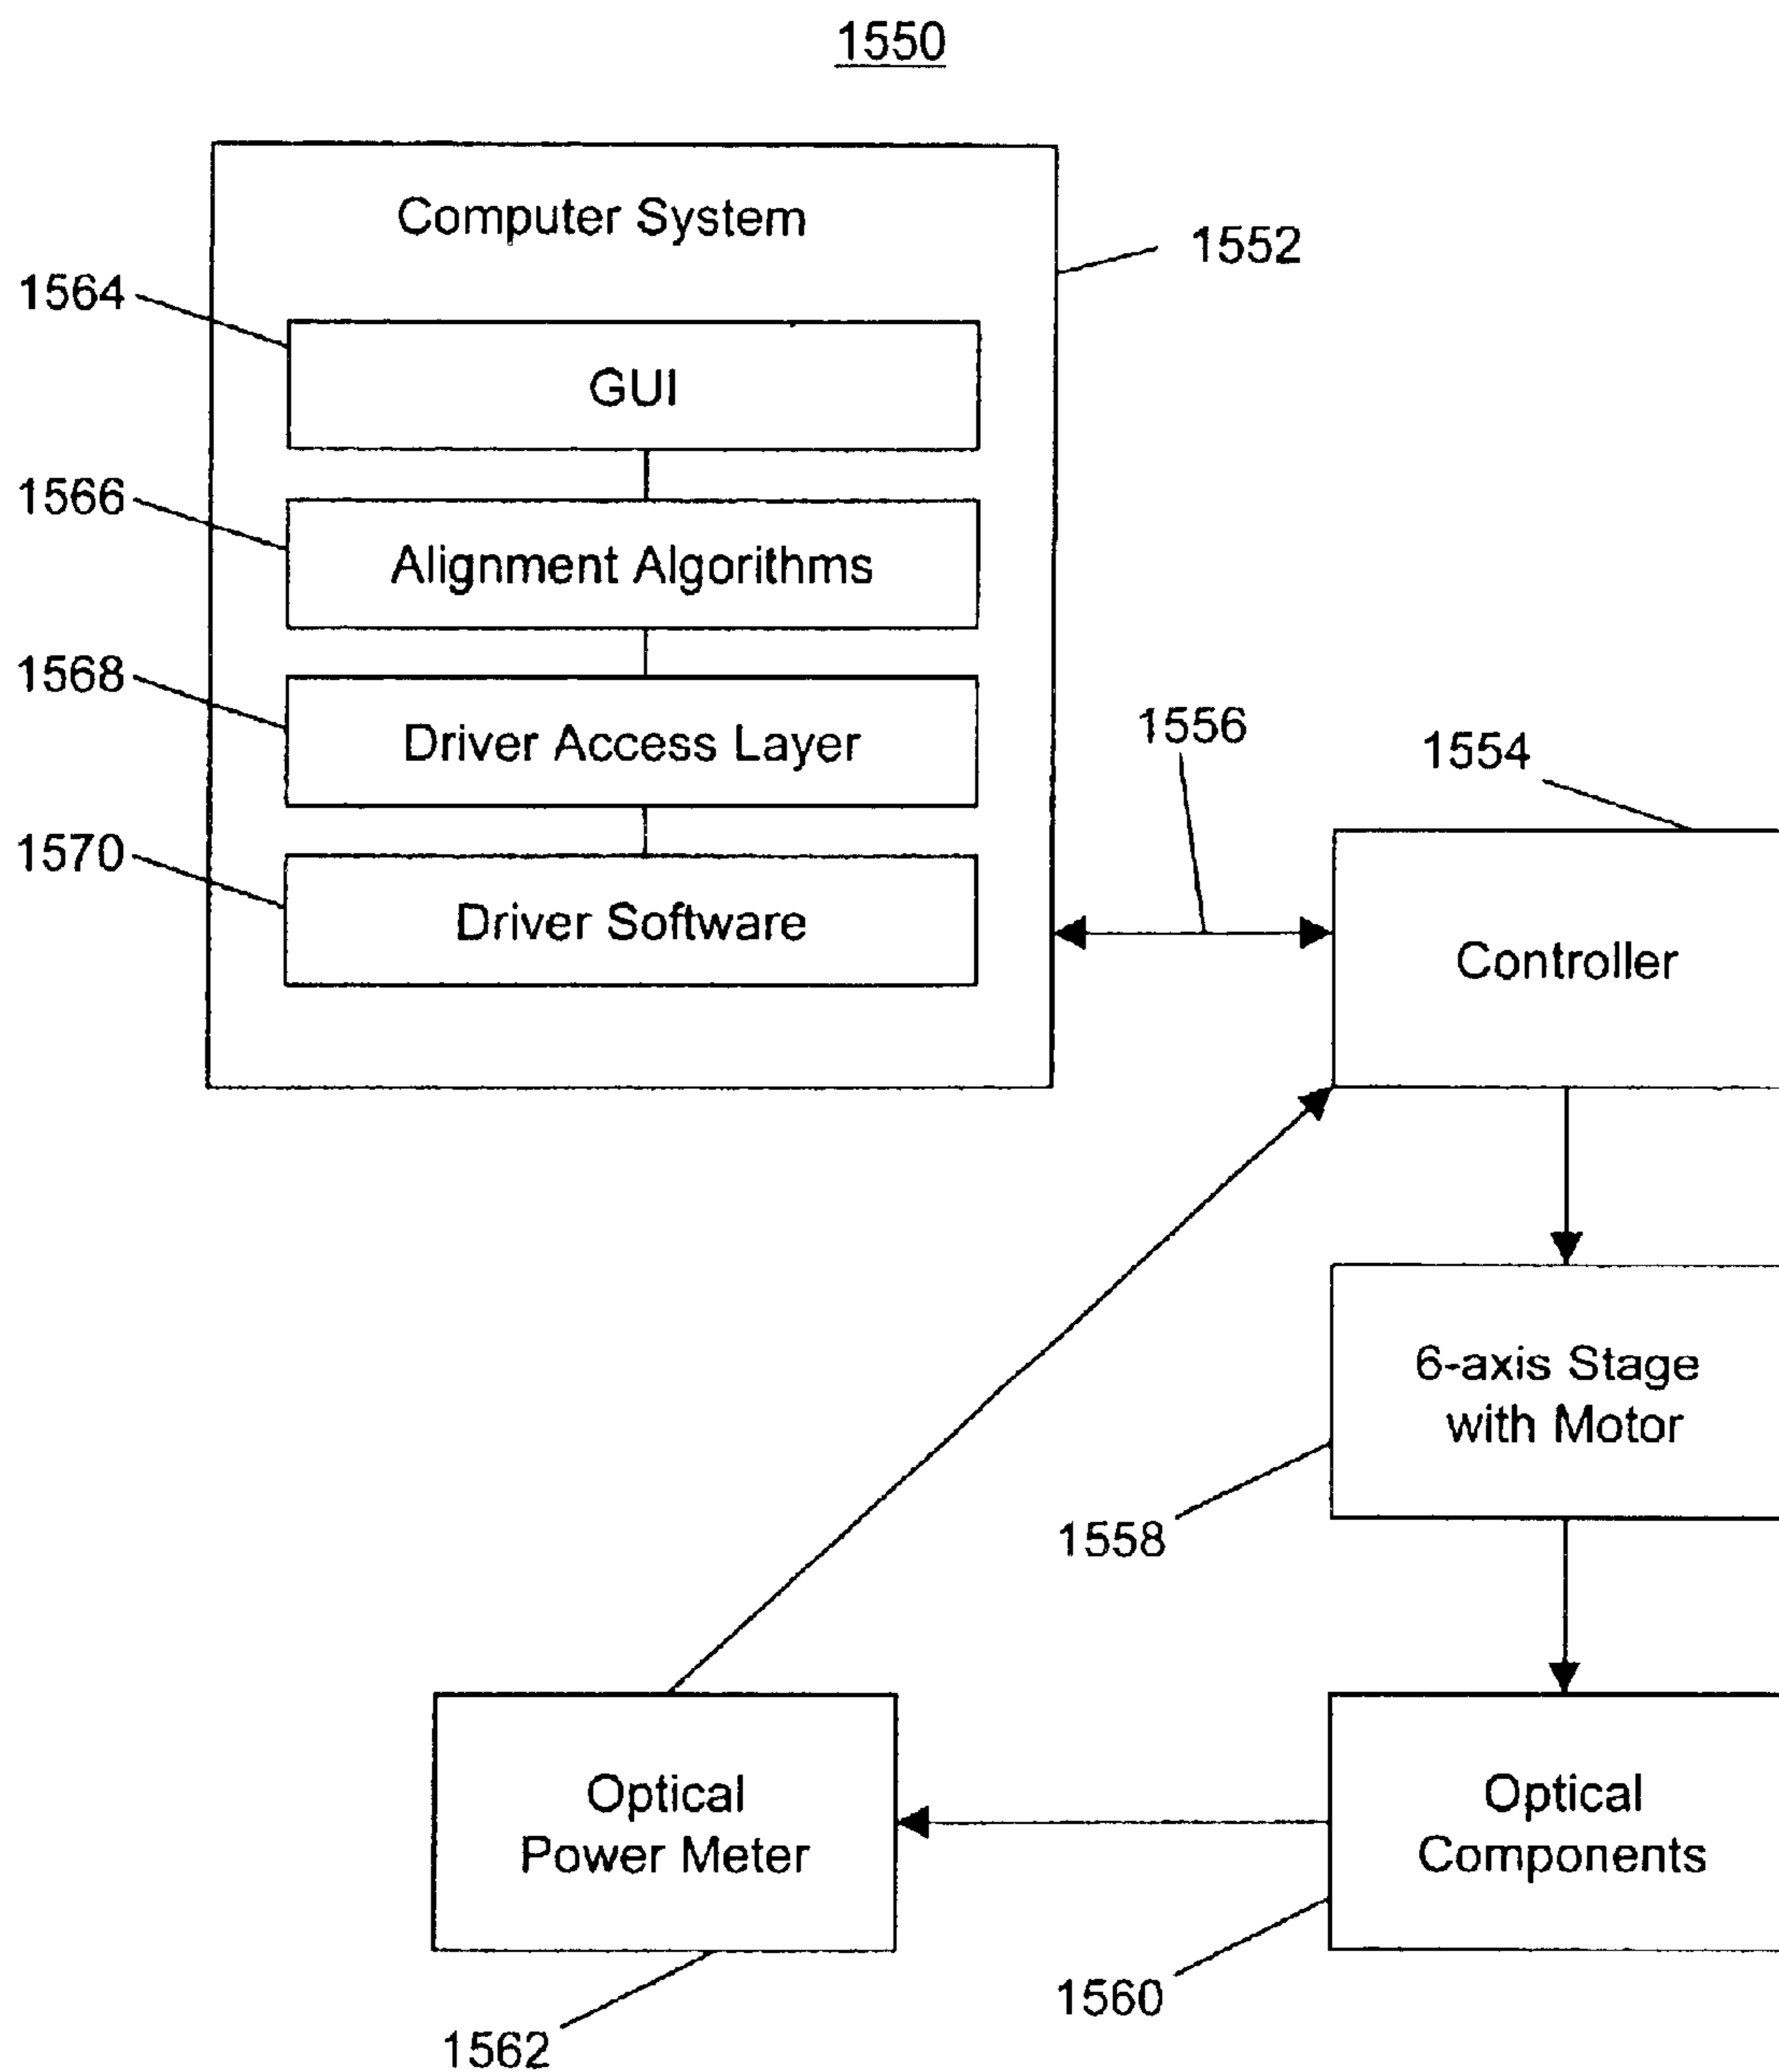 1550
Computer System
1552
1564
GUI
1566
Alignment Algorithms
1568
Driver Access Layer
1556
1554
1570
Driver Software
Controller
6-axis Stage
with Motor
1558
Optical
Power Meter
Optical
Components
1560
1562